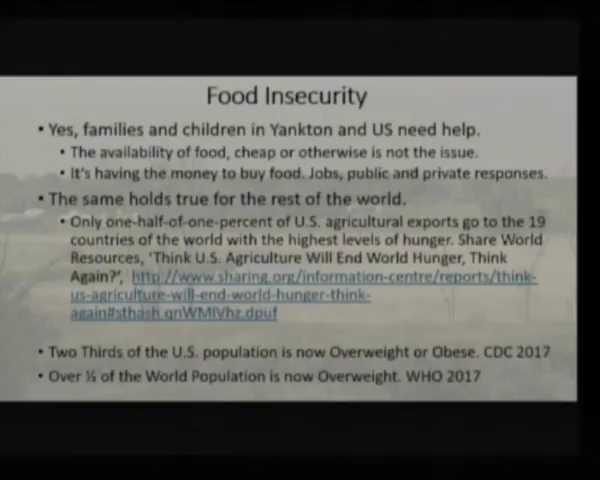 Food Insecurity
• Yes, families and children in Yankton and US need help.
• The availability of food, cheap or otherwise is not the issue.
• It's having the money to buy food. Jobs, public and private responses.
• The same holds true for the rest of the world.
• Only one-half-of-one-percent of U.S. agricultural exports go to the 19
countries of the world with the highest levels of hunger. Share World
Resources, 'Think U.S. Agriculture Will End World Hunger, Think
Again?', http://www.sharing.org/information-centre/reports/think-
us-agriculture-will-end-world-hunger-think-
again#sthash.qnWMlVhz.dpuf
• Two Thirds of the U.S. population is now Overweight or Obese. CDC 2017
• Over ⅓ of the World Population is now Overweight. WHO 2017